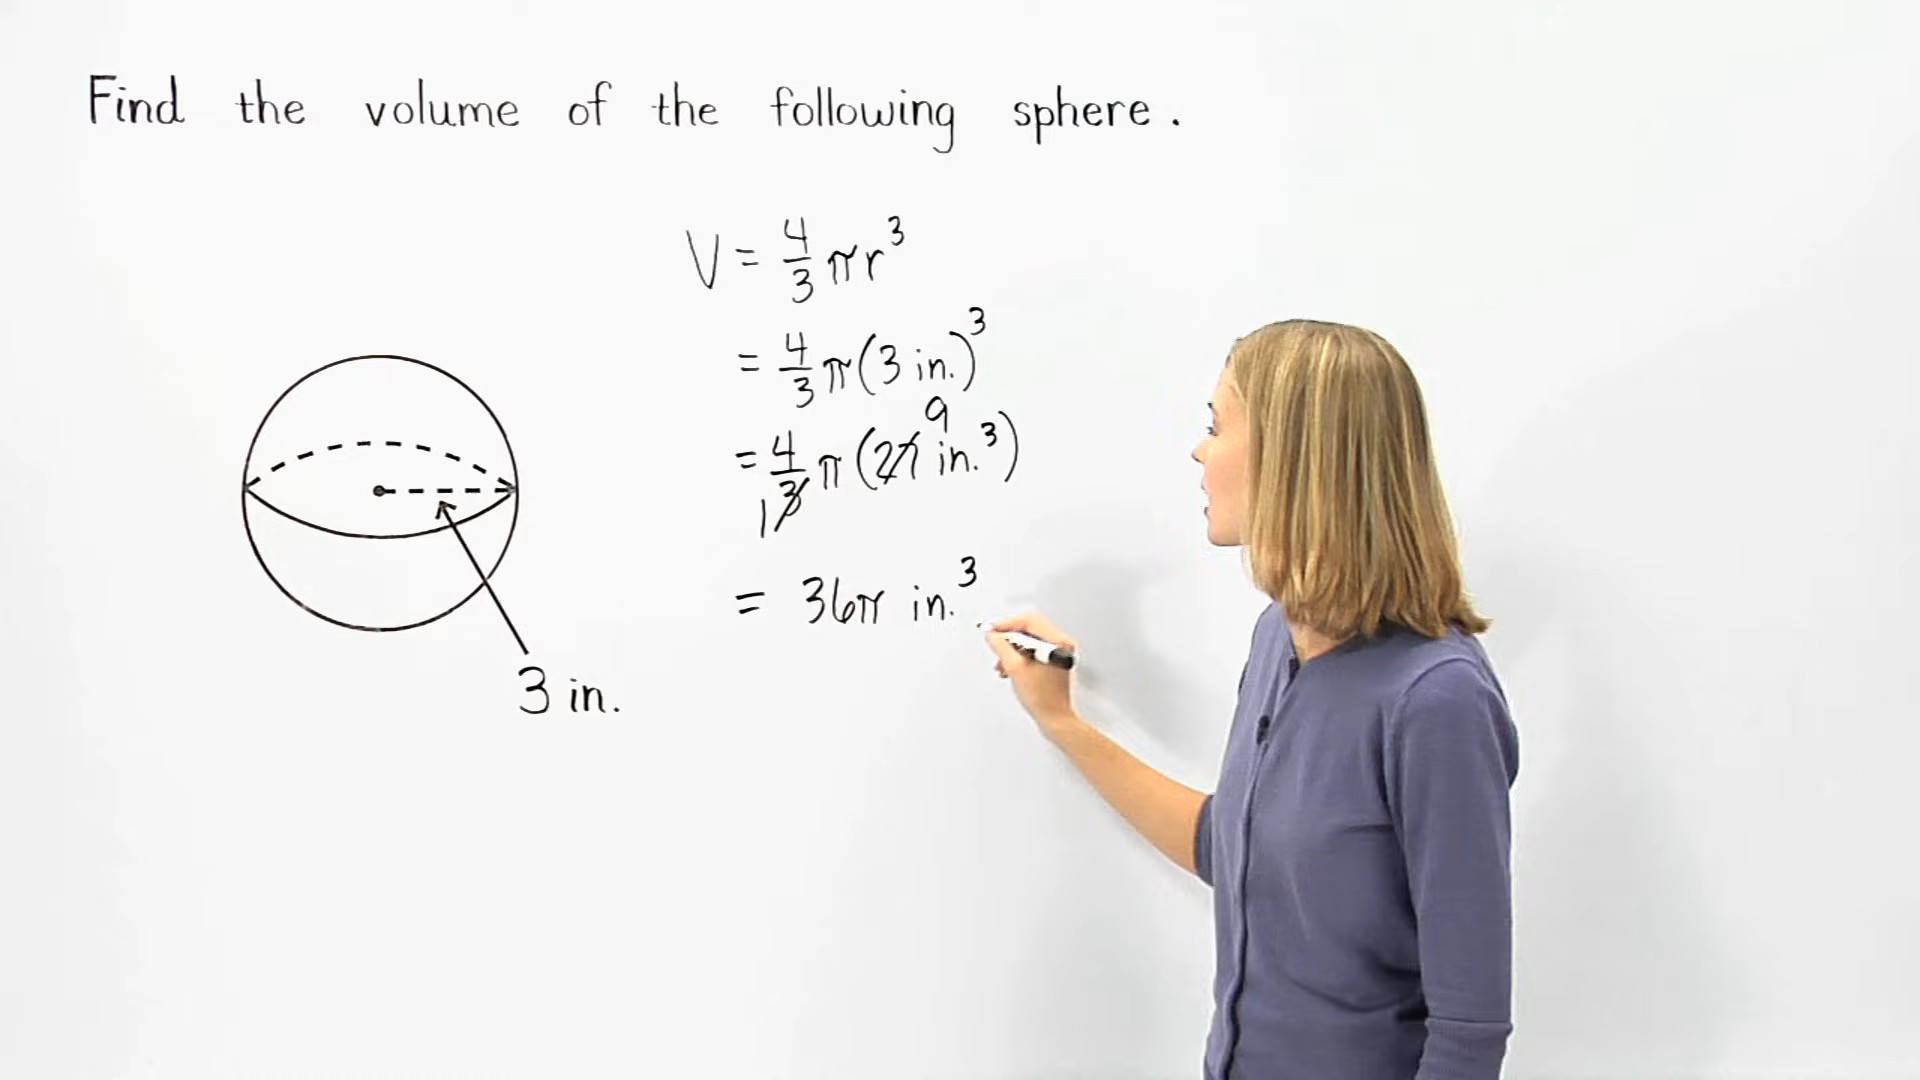 Find the volume of the following sphere.
V = 4/3 πr³
= 4/3 π(3 in.)³
9
= 4/3 π(27 in.³)
1
= 36π in.³
3 in.